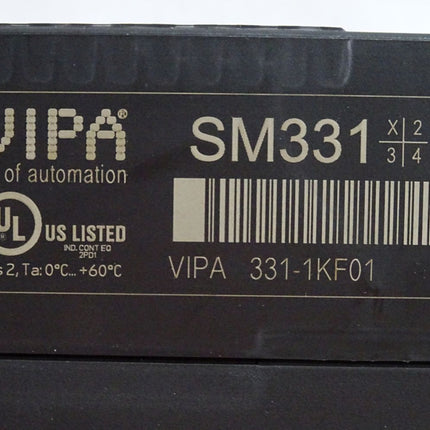 VIPA®
of automation
UL US LISTED
IND. CONT EQ
2PD1
s 2, Ta: 0°C... +60°C
SM331
X 2
3 4
VIPA 331-1KF01